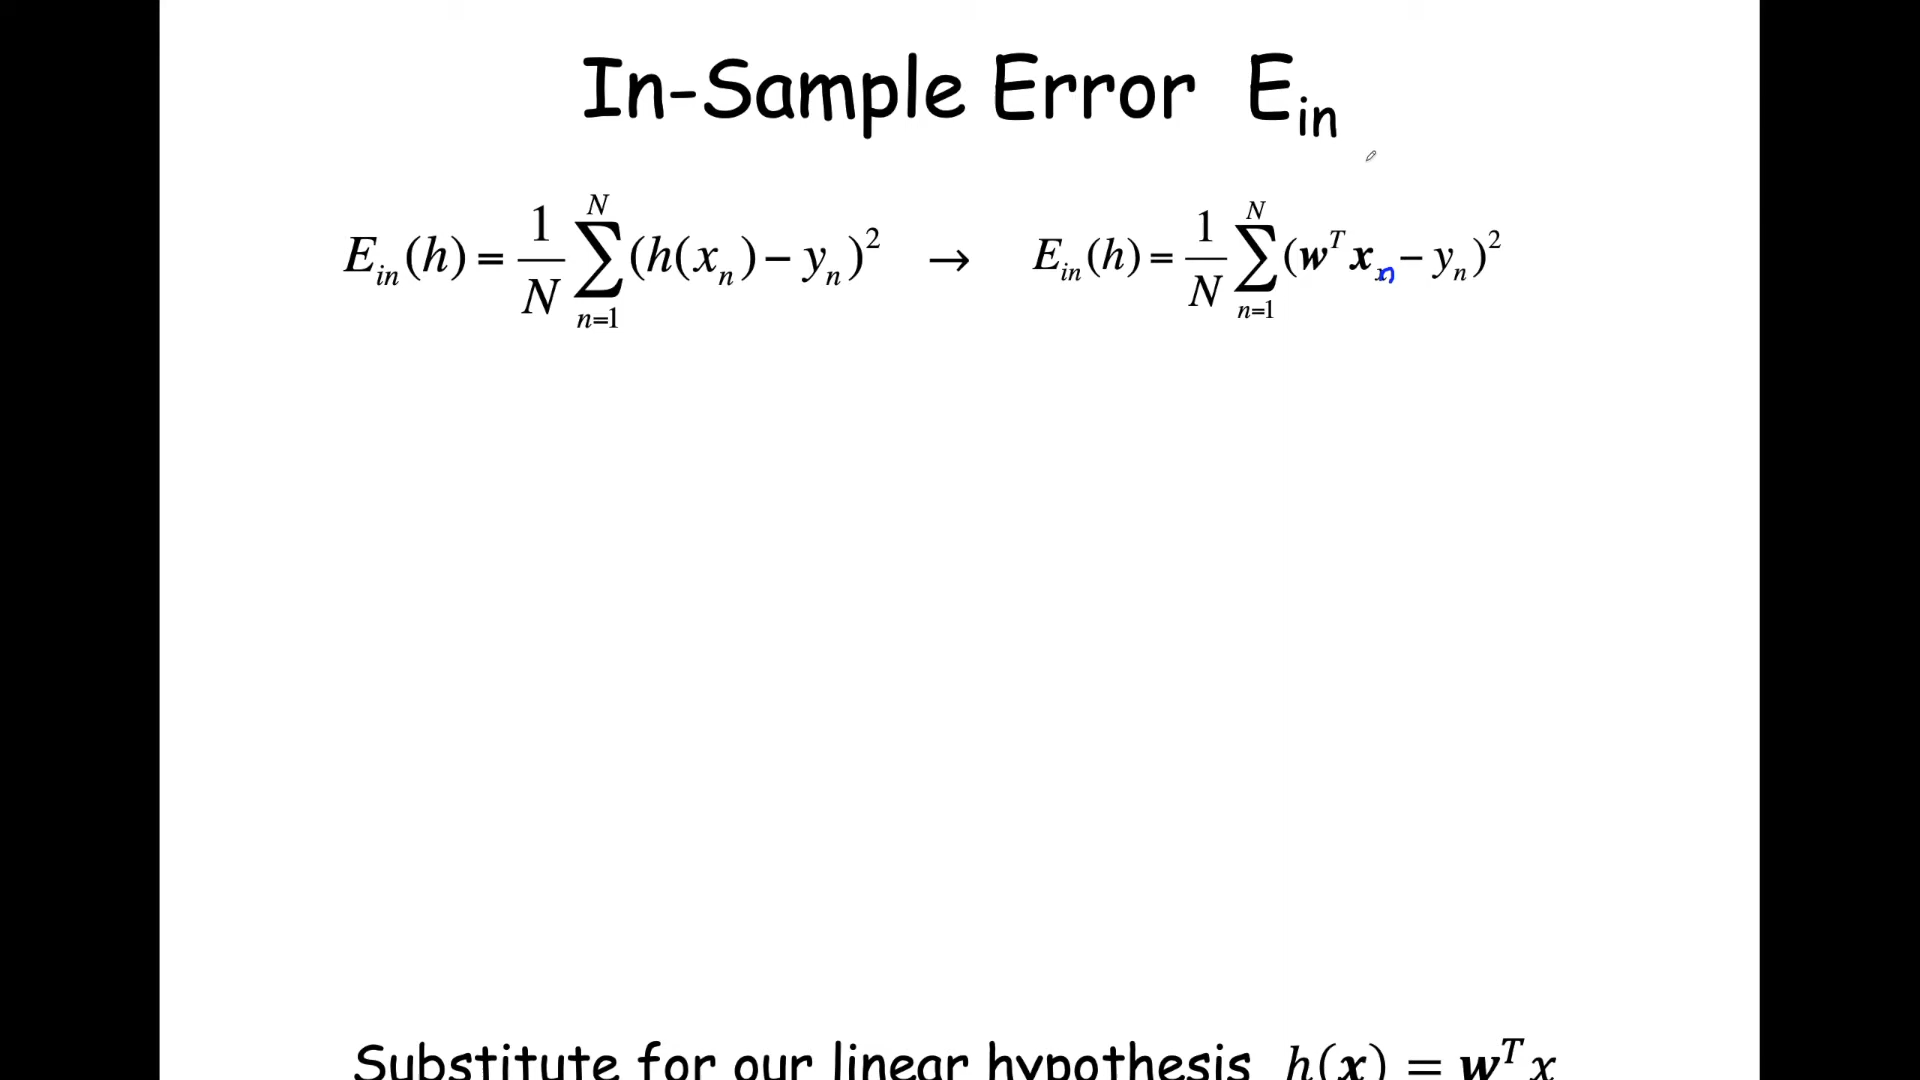 In-Sample Error E_in
E_in(h) = 1/N ∑_{n=1}^{N} (h(x_n) − y_n)² → E_in(h) = 1/N ∑_{n=1}^{N} (w^T x_n − y_n)²
Substitute for our linear hypothesis h(x) = w^T x